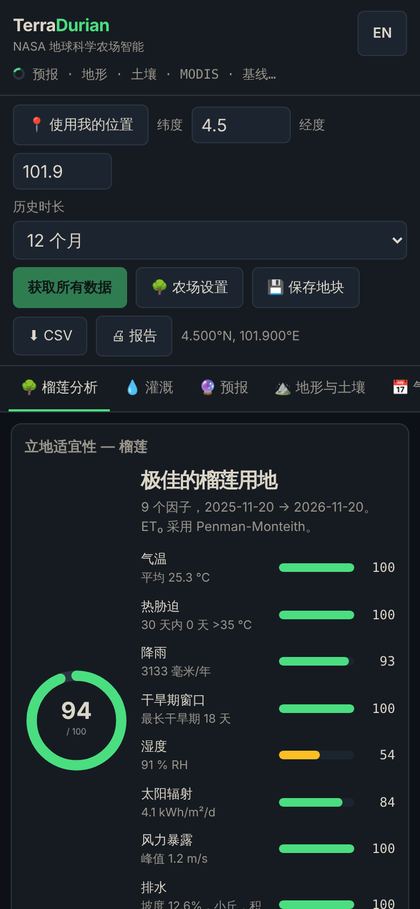 TerraDurian
NASA 地球科学农场智能
EN
预报 · 地形 · 土壤 · MODIS · 基线…
📍 使用我的位置 纬度 4.5 经度
101.9
历史时长
12 个月
获取所有数据 🌳 农场设置 💾 保存地块
⬇ CSV 🖨 报告 4.500°N, 101.900°E
🌳 榴莲分析 💧 灌溉 🔮 预报 ⛰️ 地形与土壤 📅
立地适宜性 — 榴莲
极佳的榴莲用地
9 个因子，2025-11-20 → 2026-11-20。
ET₀ 采用 Penman-Monteith。
94
/ 100
气温
平均 25.3 °C
100
热胁迫
30 天内 0 天 >35 °C
100
降雨
3133 毫米/年
93
干旱期窗口
最长干旱期 18 天
100
湿度
91 % RH
54
太阳辐射
4.1 kWh/m²/d
84
风力暴露
峰值 1.2 m/s
100
排水
坡度 12.6%，小丘，积
100